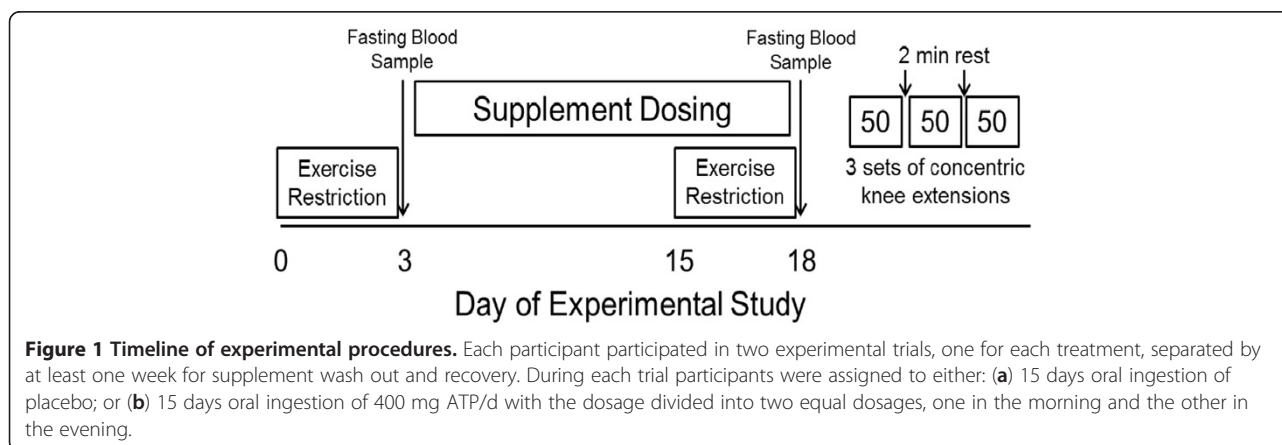 Fasting Blood
Sample
Fasting Blood
Sample
2 min rest
Supplement Dosing
50 50 50
Exercise
Restriction
Exercise
Restriction
3 sets of concentric
knee extensions
0 3 15 18
Day of Experimental Study
Figure 1 Timeline of experimental procedures. Each participant participated in two experimental trials, one for each treatment, separated by
at least one week for supplement wash out and recovery. During each trial participants were assigned to either: (a) 15 days oral ingestion of
placebo; or (b) 15 days oral ingestion of 400 mg ATP/d with the dosage divided into two equal dosages, one in the morning and the other in
the evening.